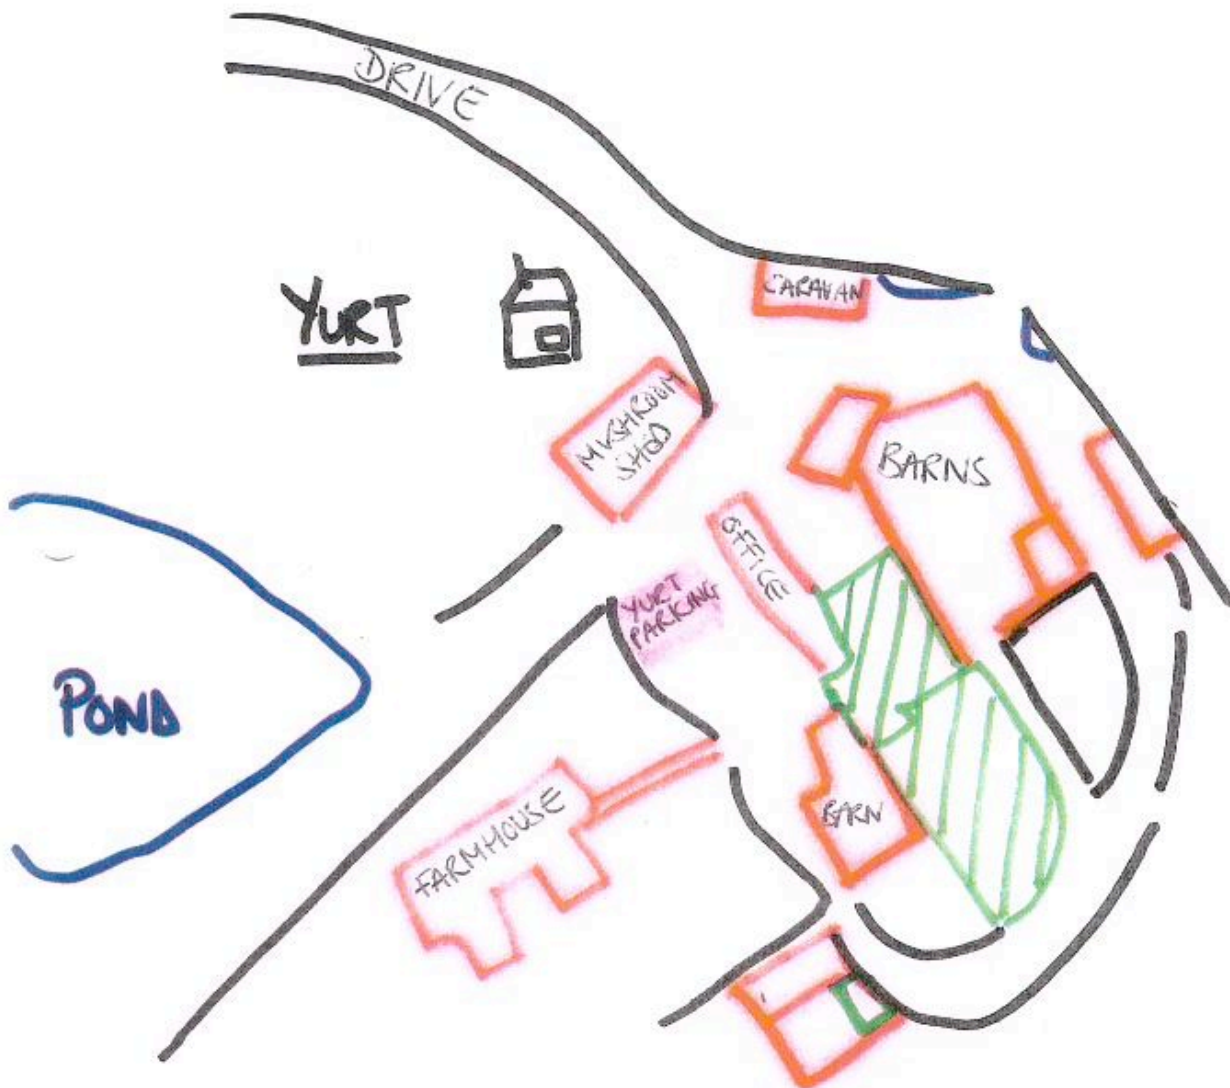 DRIVE
CARAVAN
YURT
MUSHROOM
SHED
BARNS
OFFICE
YURT
PARKING
POND
FARMHOUSE
BARN